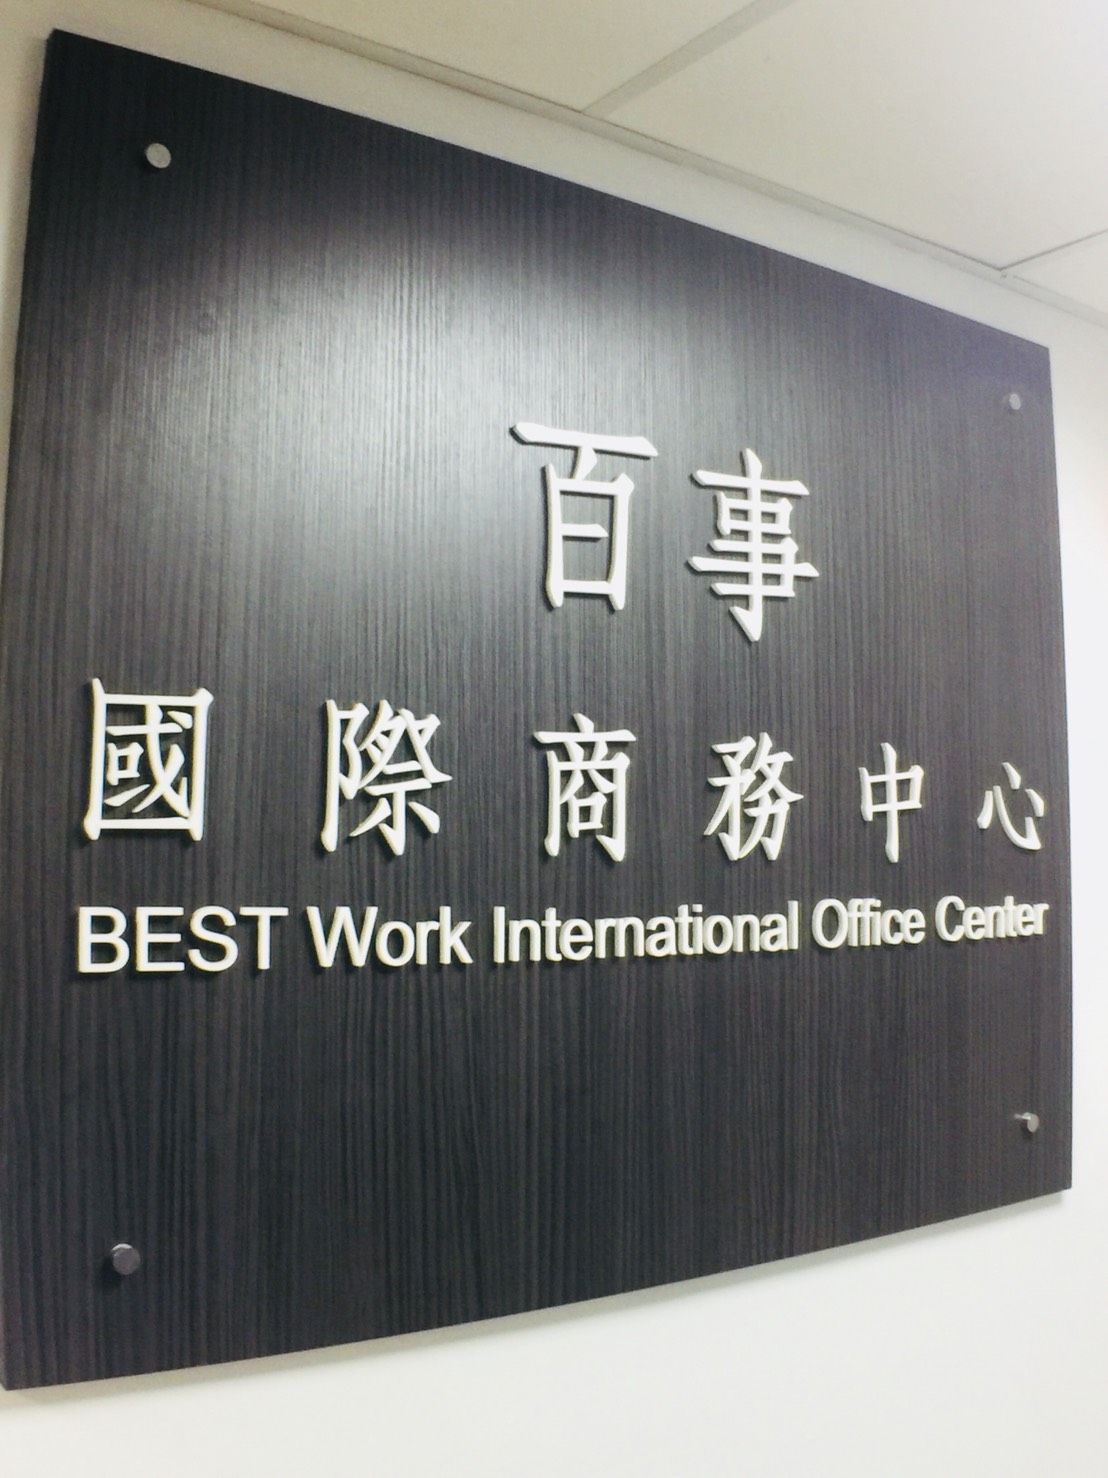 百事
國際商務中心
BEST Work International Office Center